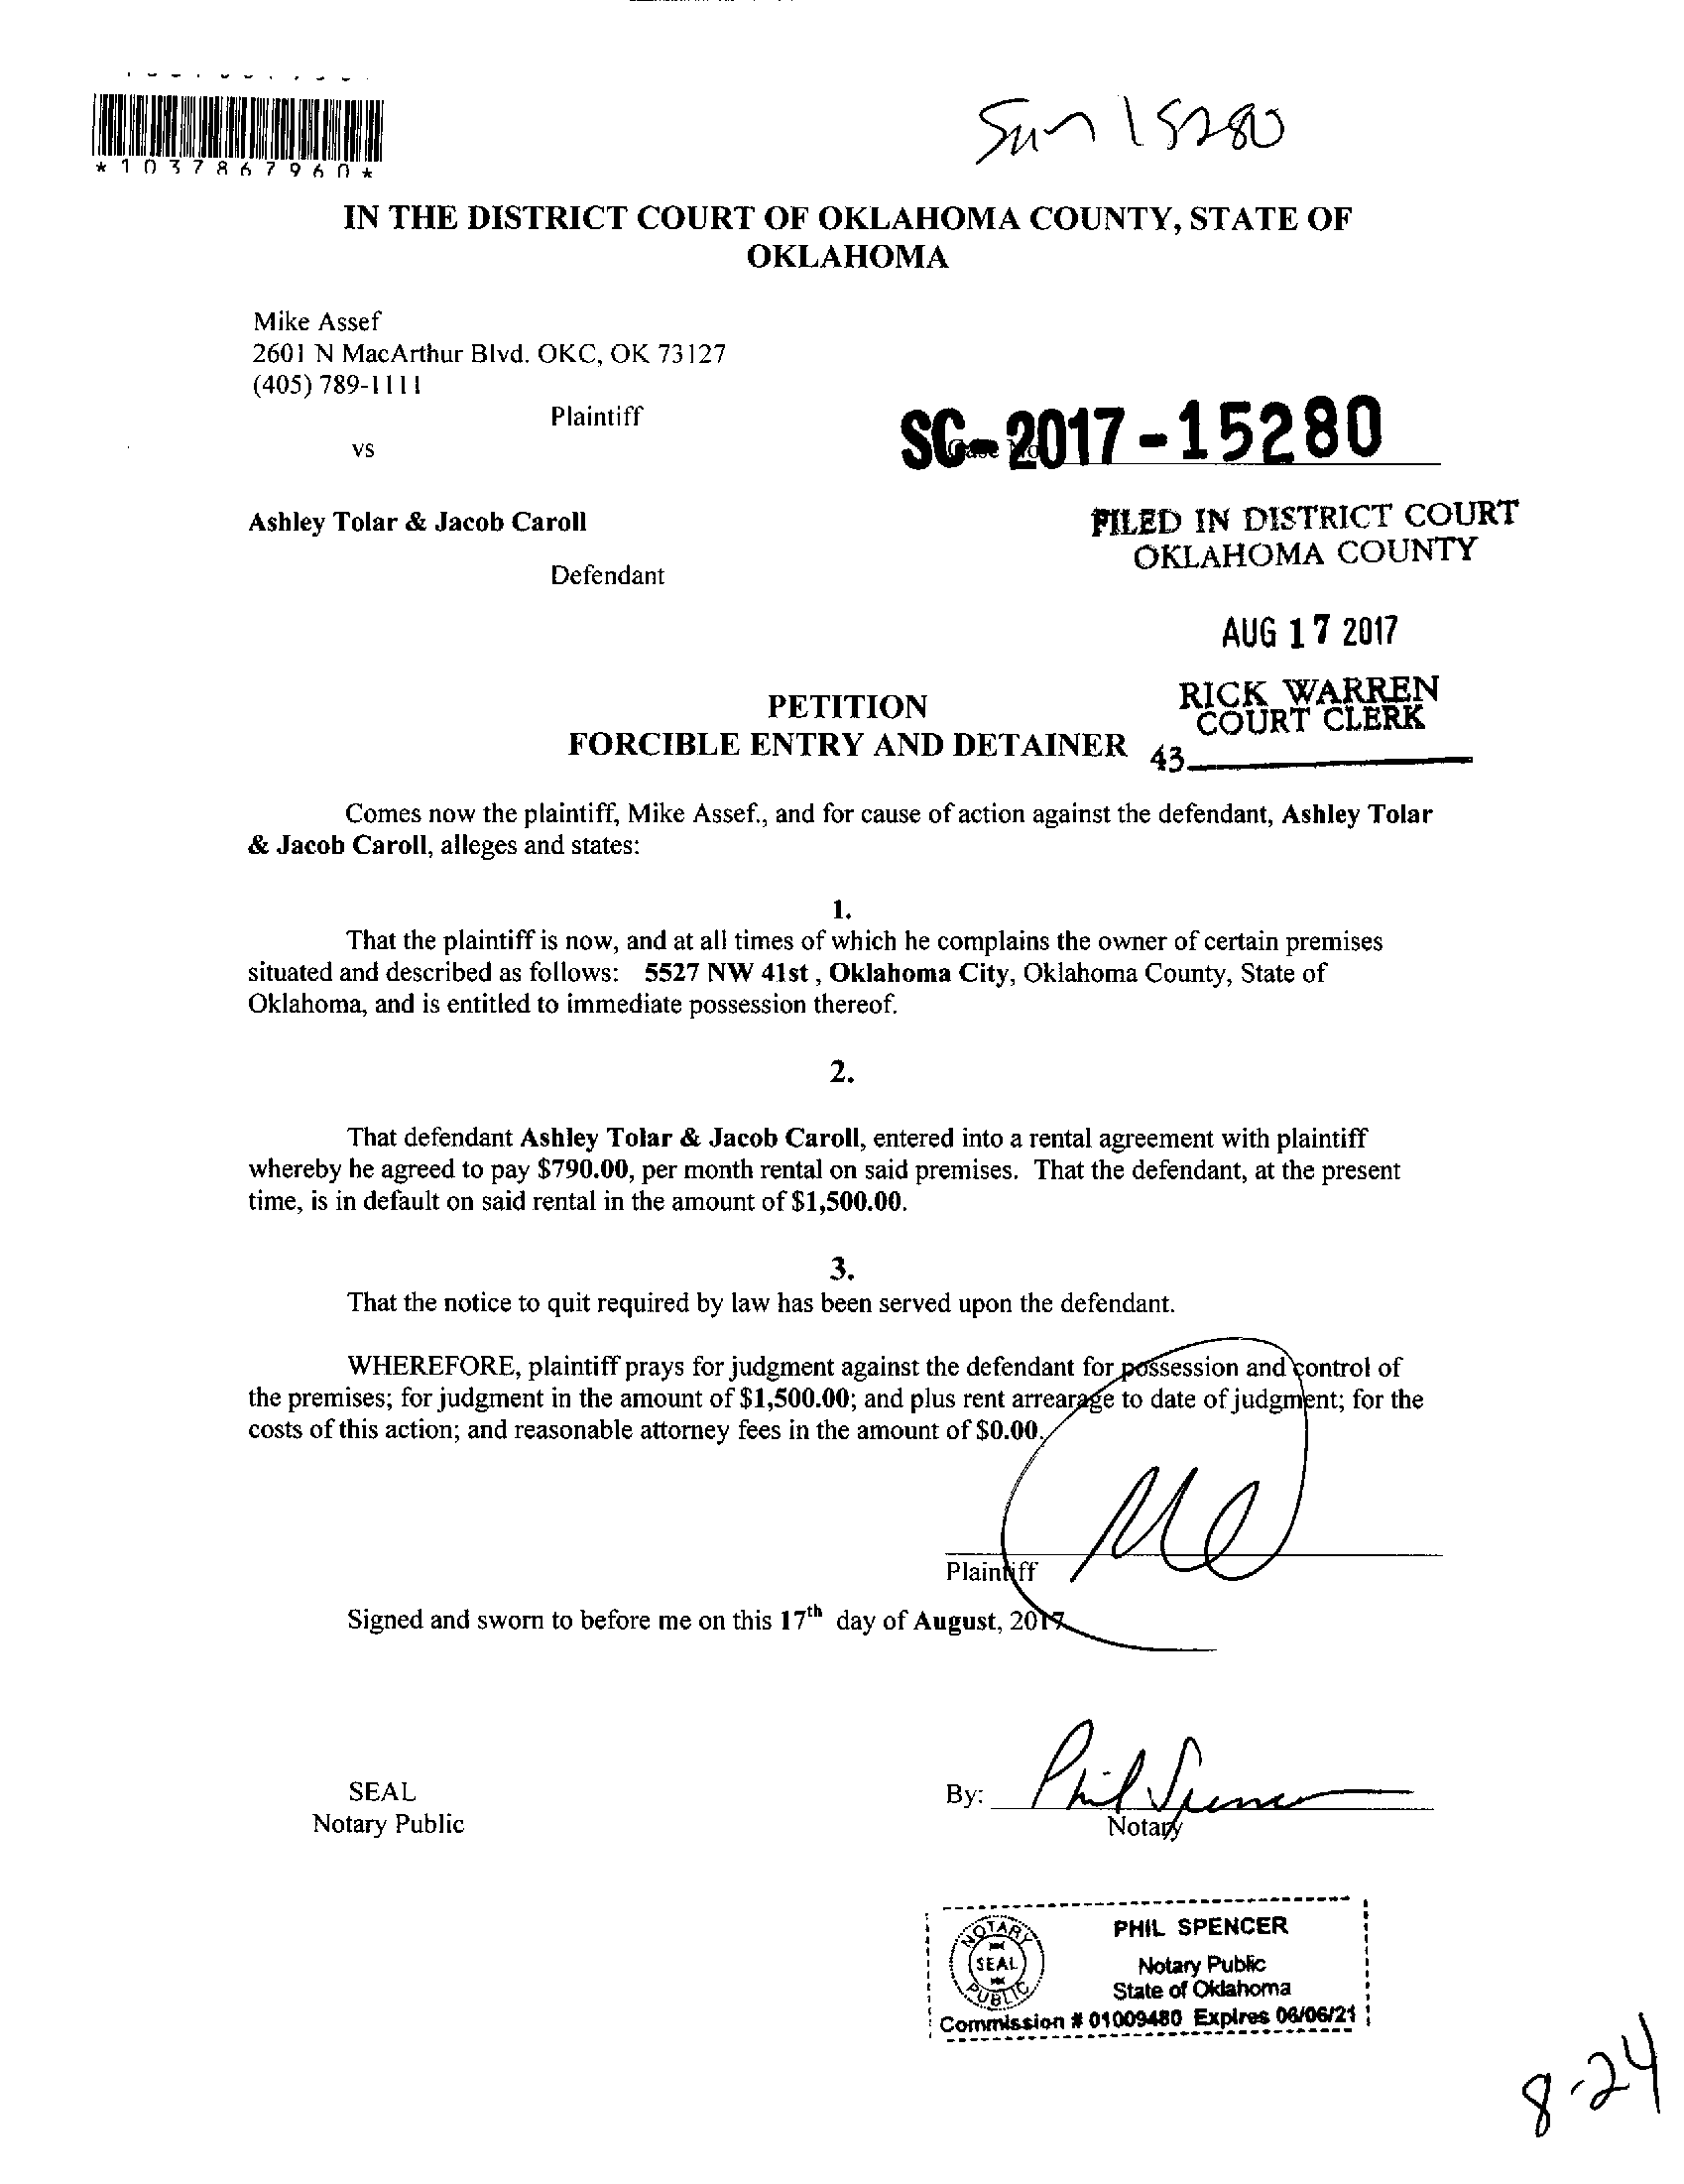 *1037867960*
Sm 15280
IN THE DISTRICT COURT OF OKLAHOMA COUNTY, STATE OF
OKLAHOMA
Mike Assef
2601 N MacArthur Blvd. OKC, OK 73127
(405) 789-1111
Plaintiff
vs
SC-2017-15280
Ashley Tolar & Jacob Caroll
Defendant
FILED IN DISTRICT COURT
OKLAHOMA COUNTY
AUG 17 2017
RICK WARREN
COURT CLERK
43
PETITION
FORCIBLE ENTRY AND DETAINER
Comes now the plaintiff, Mike Assef., and for cause of action against the defendant, Ashley Tolar
& Jacob Caroll, alleges and states:
1.
That the plaintiff is now, and at all times of which he complains the owner of certain premises
situated and described as follows: 5527 NW 41st , Oklahoma City, Oklahoma County, State of
Oklahoma, and is entitled to immediate possession thereof.
2.
That defendant Ashley Tolar & Jacob Caroll, entered into a rental agreement with plaintiff
whereby he agreed to pay $790.00, per month rental on said premises. That the defendant, at the present
time, is in default on said rental in the amount of $1,500.00.
3.
That the notice to quit required by law has been served upon the defendant.
WHEREFORE, plaintiff prays for judgment against the defendant for possession and control of
the premises; for judgment in the amount of $1,500.00; and plus rent arrearage to date of judgment; for the
costs of this action; and reasonable attorney fees in the amount of $0.00.
Plaintiff
Signed and sworn to before me on this 17th day of August, 2017
SEAL
Notary Public
By: Phil Spencer
Notary
NOTARY
SEAL
PUBLIC
PHIL SPENCER
Notary Public
State of Oklahoma
Commission # 01009480 Expires 06/06/21
8-24